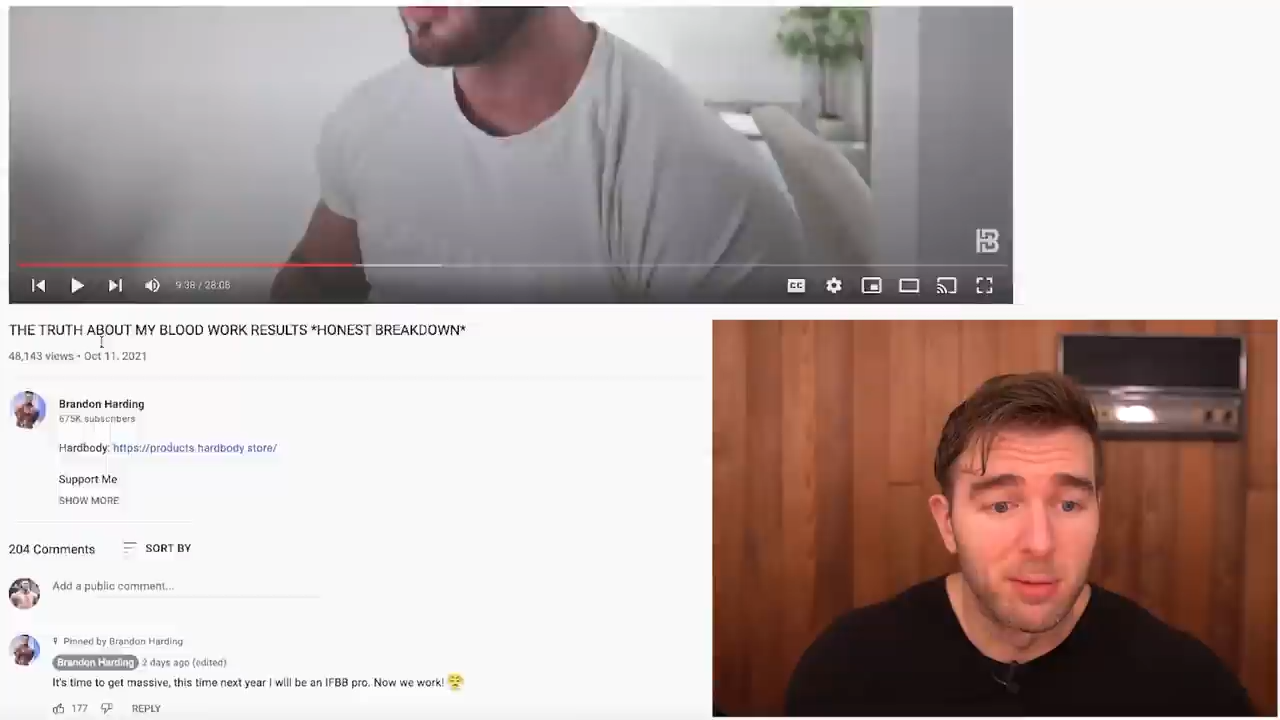 HB
CC
9:38 / 28:05
THE TRUTH ABOUT MY BLOOD WORK RESULTS *HONEST BREAKDOWN*
48,143 views • Oct 11, 2021
Brandon Harding
675K subscribers
Hardbody: https://products.hardbody.store/
Support Me
SHOW MORE
204 Comments SORT BY
Add a public comment...
Pinned by Brandon Harding
Brandon Harding 2 days ago (edited)
It's time to get massive, this time next year I will be an IFBB pro. Now we work! 😤
177 REPLY